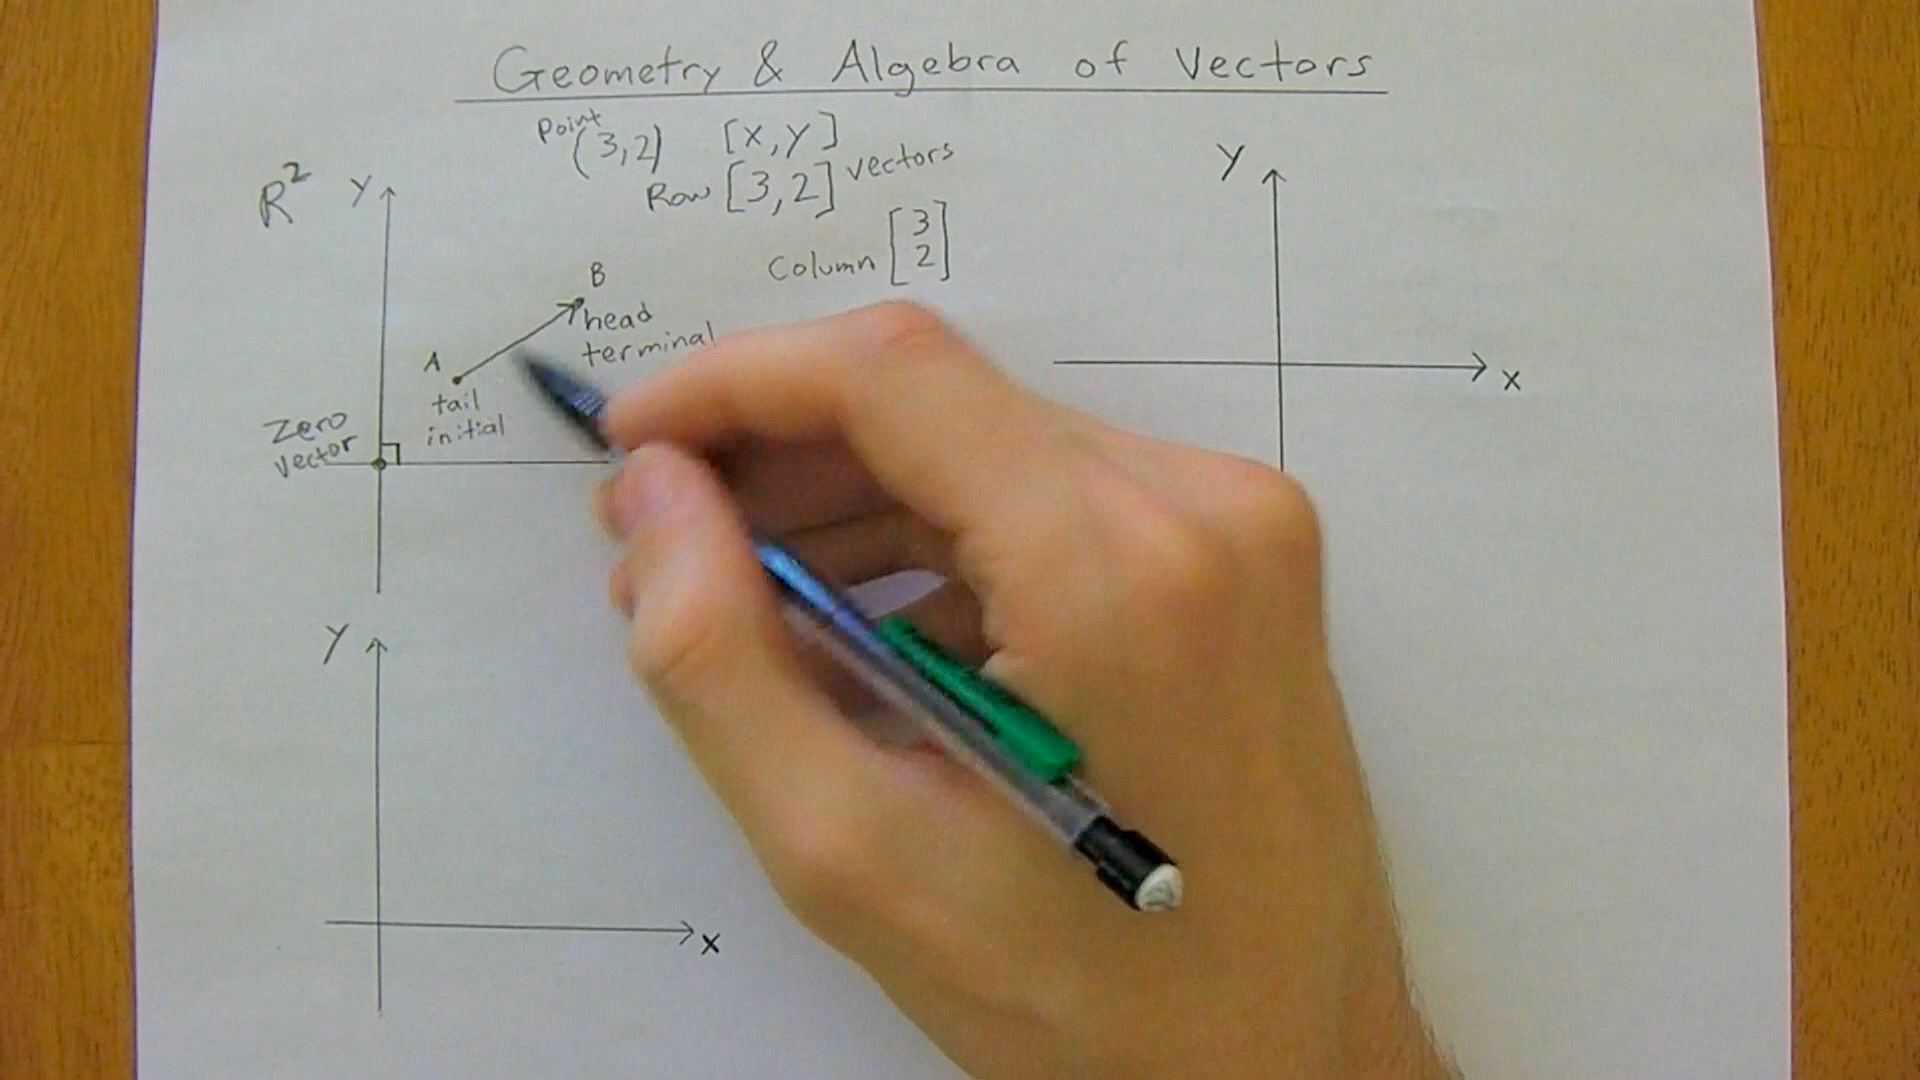 Geometry & Algebra of Vectors
Point
(3,2) [x,y]
Row [3,2] vectors
Column [3
2]
R²
y
B
head
terminal
A
tail
initial
Zero
vector
y
x
y
x